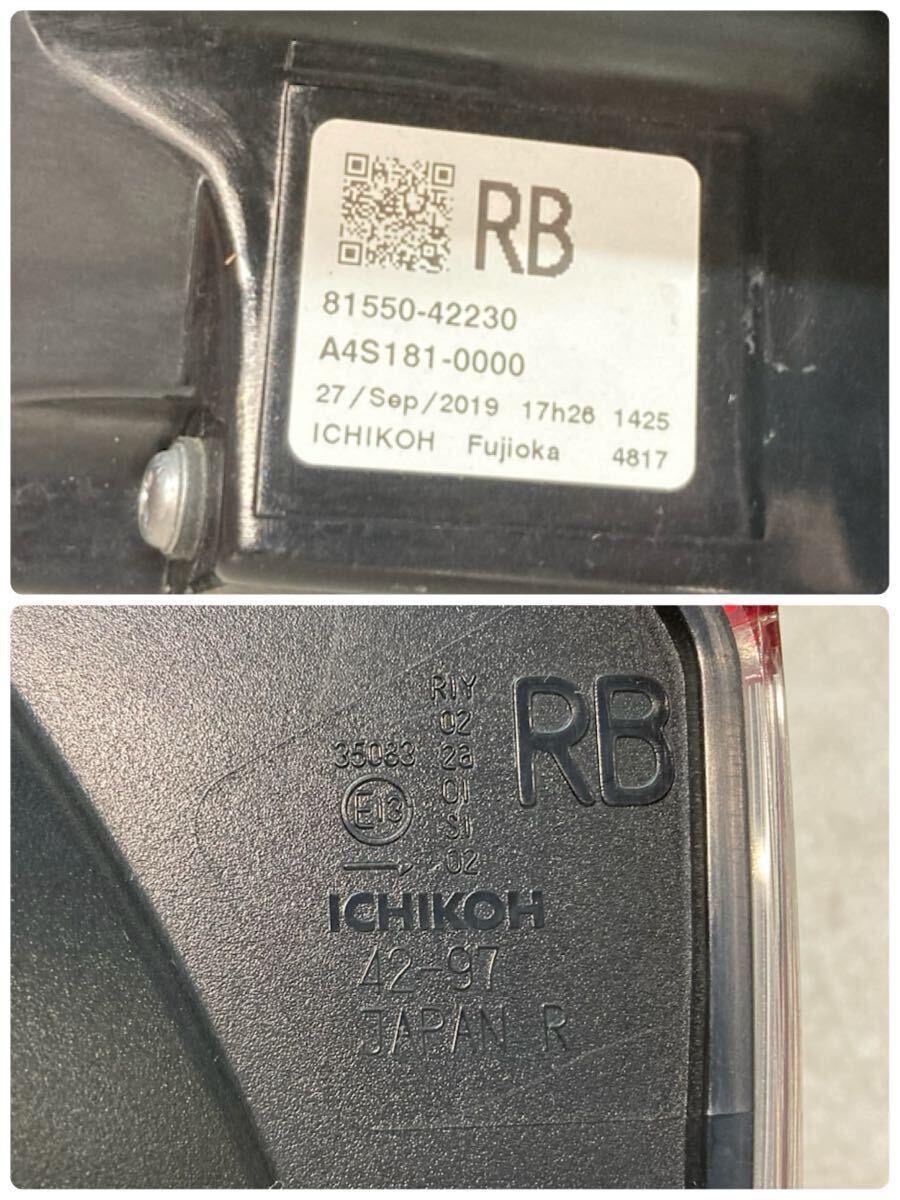 RB
81550-42230
A4S181-0000
27/Sep/2019 17h26 1425
ICHIKOH Fujioka 4817
R1Y
02
35083 2a
E13 01
S1
02
RB
ICHIKOH
42-97
JAPAN R